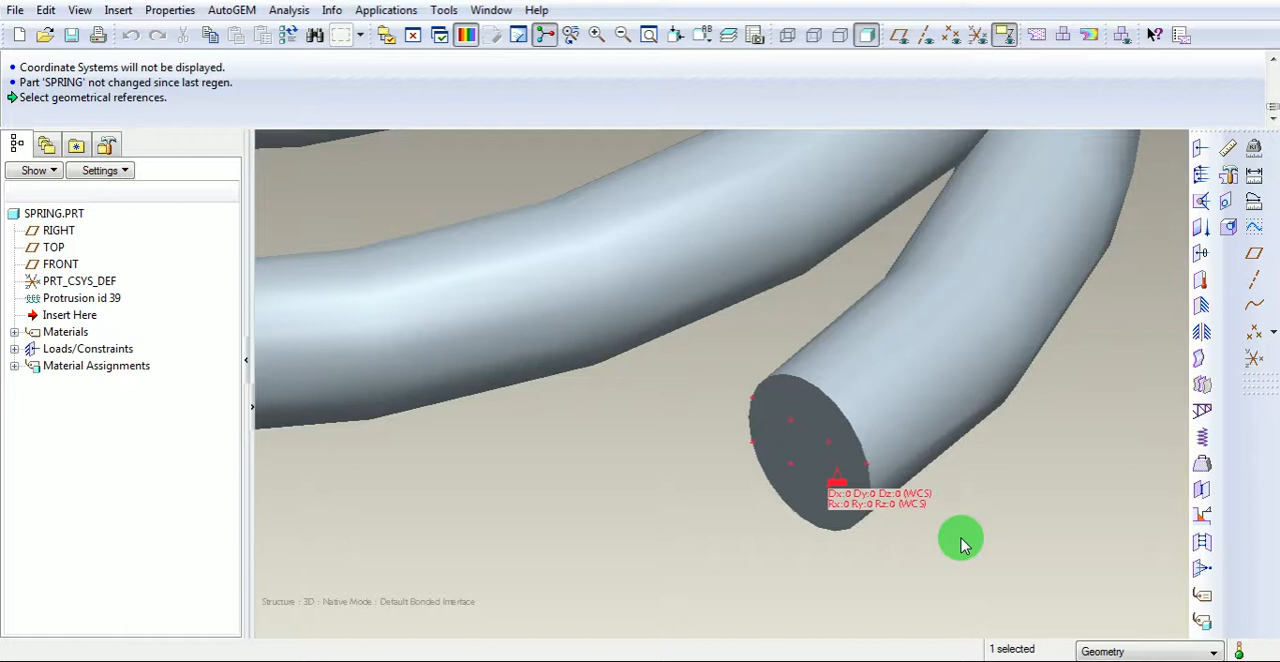 File Edit View Insert Properties AutoGEM Analysis Info Applications Tools Window Help
• Coordinate Systems will not be displayed.
• Part 'SPRING' not changed since last regen.
Select geometrical references.
Show Settings
SPRING.PRT
RIGHT
TOP
FRONT
PRT_CSYS_DEF
Protrusion id 39
Insert Here
Materials
Loads/Constraints
Material Assignments
Dx:0 Dy:0 Dz:0 (WCS)
Rx:0 Ry:0 Rz:0 (WCS)
Structure : 3D : Native Mode : Default Bonded Interface
1 selected Geometry